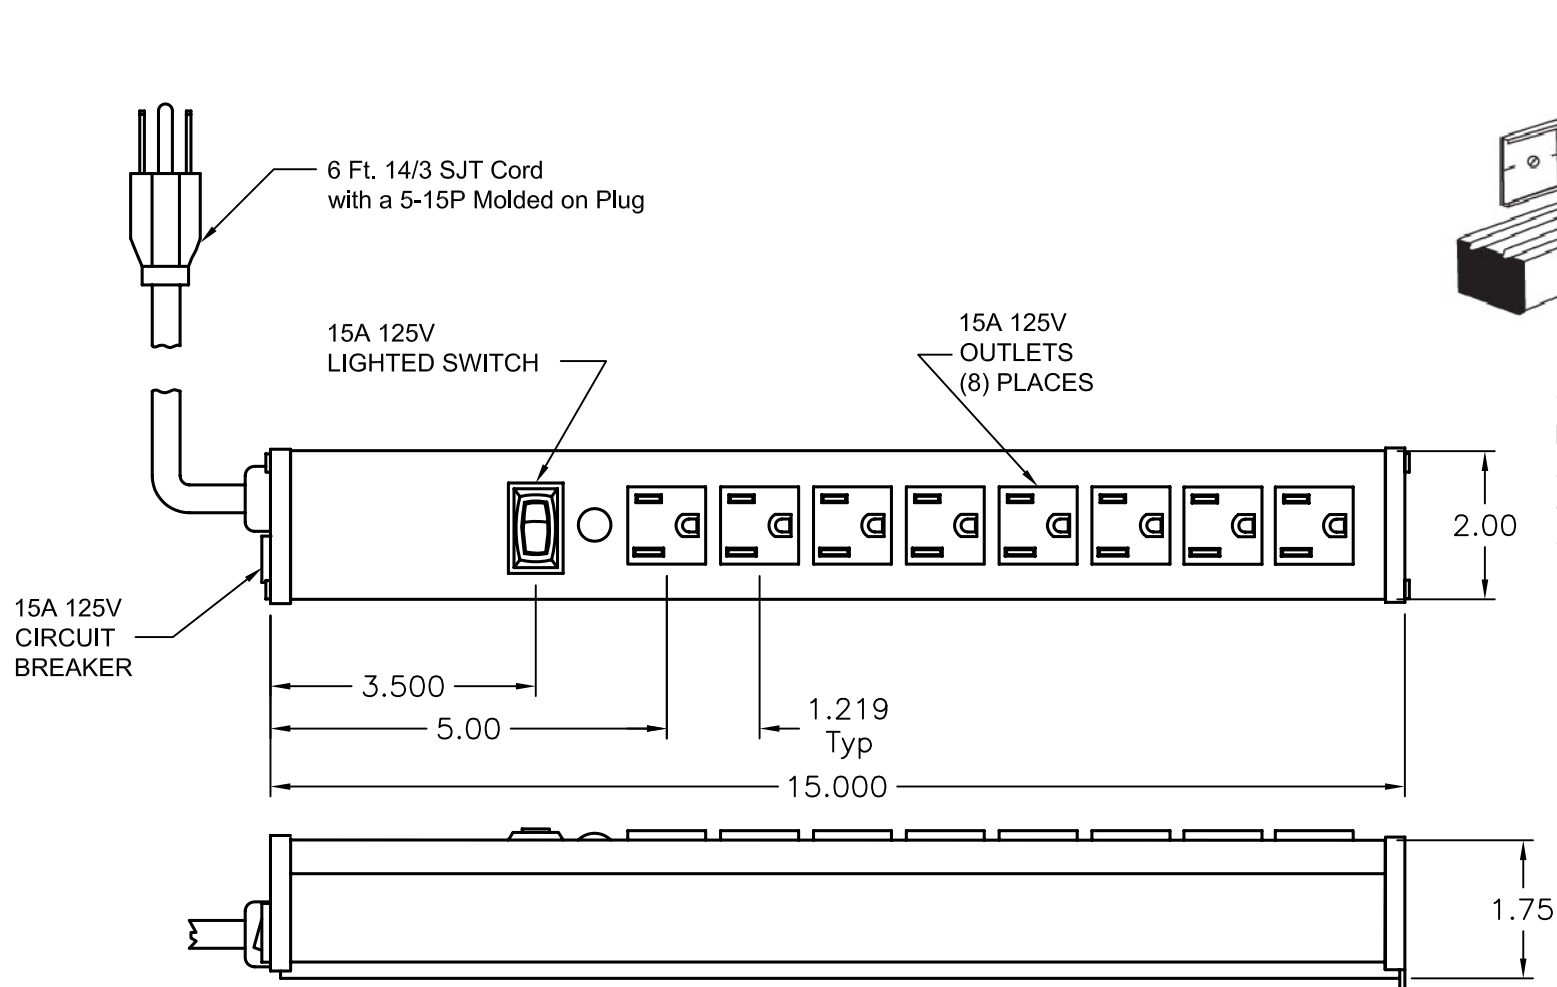 6 Ft. 14/3 SJT Cord
with a 5-15P Molded on Plug
15A 125V
LIGHTED SWITCH
15A 125V
OUTLETS
(8) PLACES
2.00
15A 125V
CIRCUIT
BREAKER
3.500
5.00
1.219
Typ
15.000
1.75